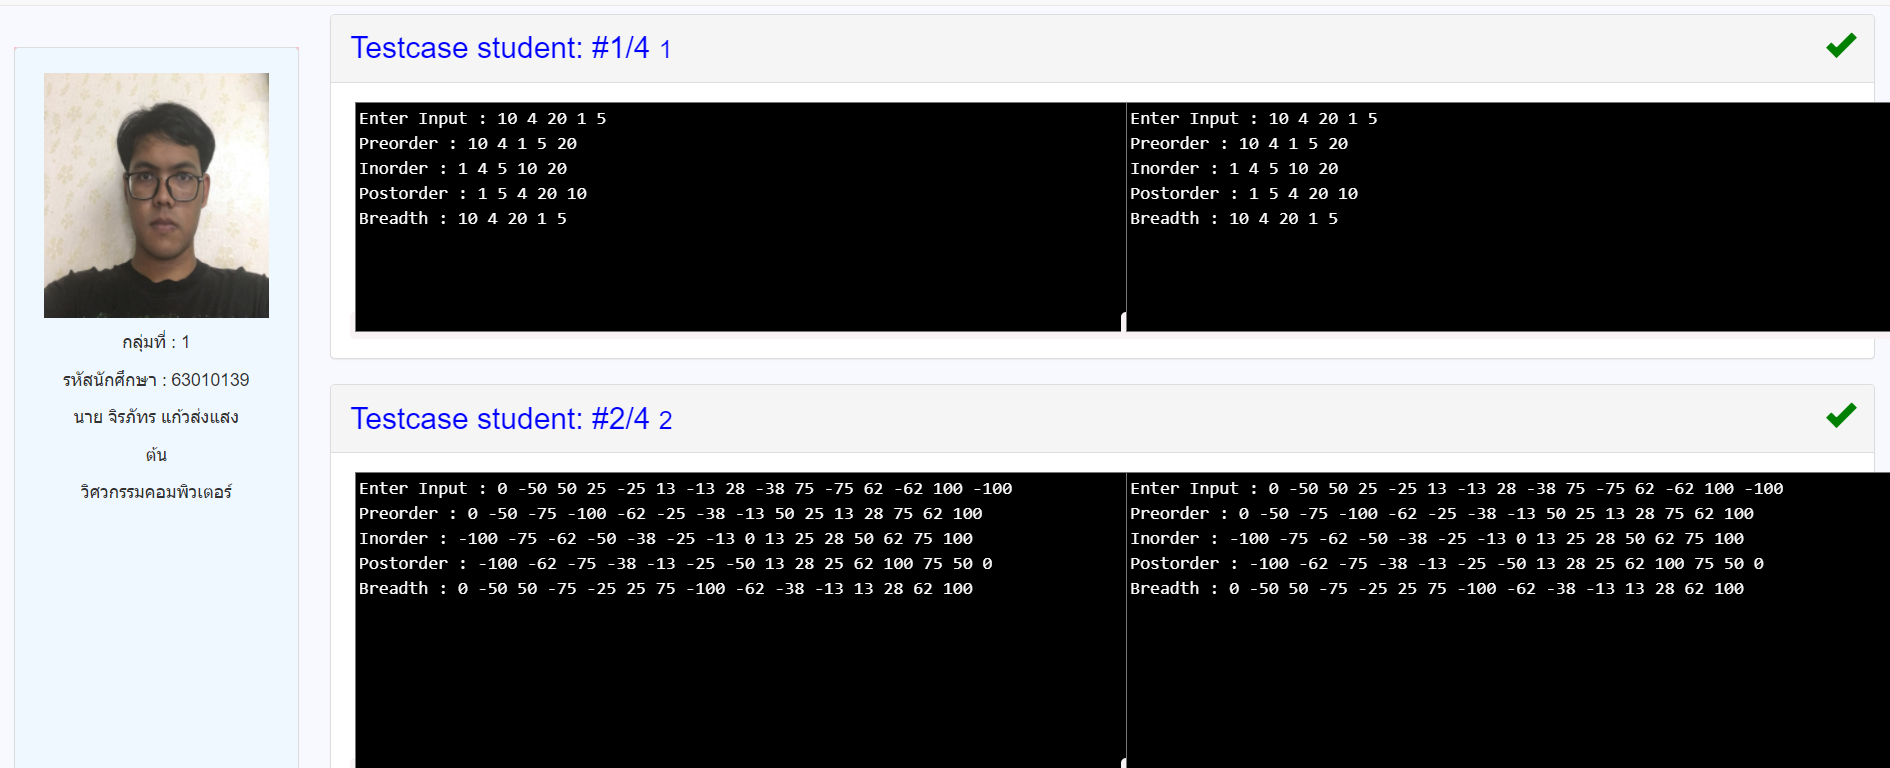 กลุ่มที่ : 1
รหัสนักศึกษา : 63010139
นาย จิรภัทร แก้วส่งแสง
ต้น
วิศวกรรมคอมพิวเตอร์
Testcase student: #1/4 1
Enter Input : 10 4 20 1 5
Preorder : 10 4 1 5 20
Inorder : 1 4 5 10 20
Postorder : 1 5 4 20 10
Breadth : 10 4 20 1 5
Enter Input : 10 4 20 1 5
Preorder : 10 4 1 5 20
Inorder : 1 4 5 10 20
Postorder : 1 5 4 20 10
Breadth : 10 4 20 1 5
Testcase student: #2/4 2
Enter Input : 0 -50 50 25 -25 13 -13 28 -38 75 -75 62 -62 100 -100
Preorder : 0 -50 -75 -100 -62 -25 -38 -13 50 25 13 28 75 62 100
Inorder : -100 -75 -62 -50 -38 -25 -13 0 13 25 28 50 62 75 100
Postorder : -100 -62 -75 -38 -13 -25 -50 13 28 25 62 100 75 50 0
Breadth : 0 -50 50 -75 -25 25 75 -100 -62 -38 -13 13 28 62 100
Enter Input : 0 -50 50 25 -25 13 -13 28 -38 75 -75 62 -62 100 -100
Preorder : 0 -50 -75 -100 -62 -25 -38 -13 50 25 13 28 75 62 100
Inorder : -100 -75 -62 -50 -38 -25 -13 0 13 25 28 50 62 75 100
Postorder : -100 -62 -75 -38 -13 -25 -50 13 28 25 62 100 75 50 0
Breadth : 0 -50 50 -75 -25 25 75 -100 -62 -38 -13 13 28 62 100